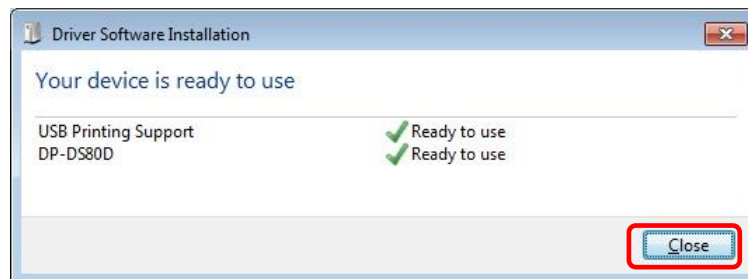 Driver Software Installation
Your device is ready to use
USB Printing Support Ready to use
DP-DS80D Ready to use
Close